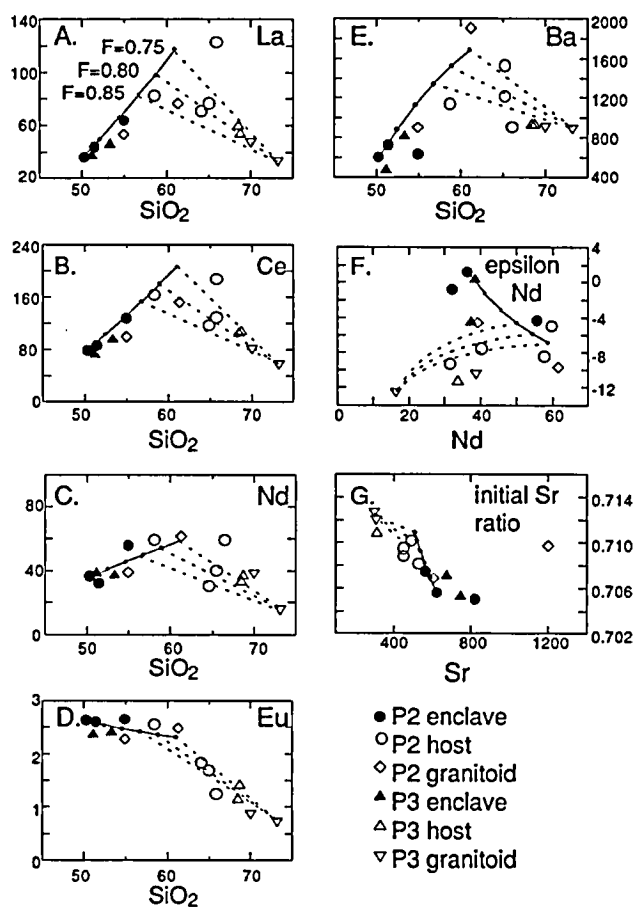 A. La
F=0.75
F=0.80
F=0.85
140
100
60
20
50 60 70
SiO2
B. Ce
240
160
80
0
50 60 70
SiO2
C. Nd
80
40
0
50 60 70
SiO2
D. Eu
3
2
1
0
50 60 70
SiO2
E. Ba
2000
1600
1200
800
400
50 60 70
SiO2
F. epsilon
Nd
4
0
-4
-8
-12
0 20 40 60
Nd
G. initial Sr
ratio
0.714
0.710
0.706
0.702
400 800 1200
Sr
P2 enclave
P2 host
P2 granitoid
P3 enclave
P3 host
P3 granitoid